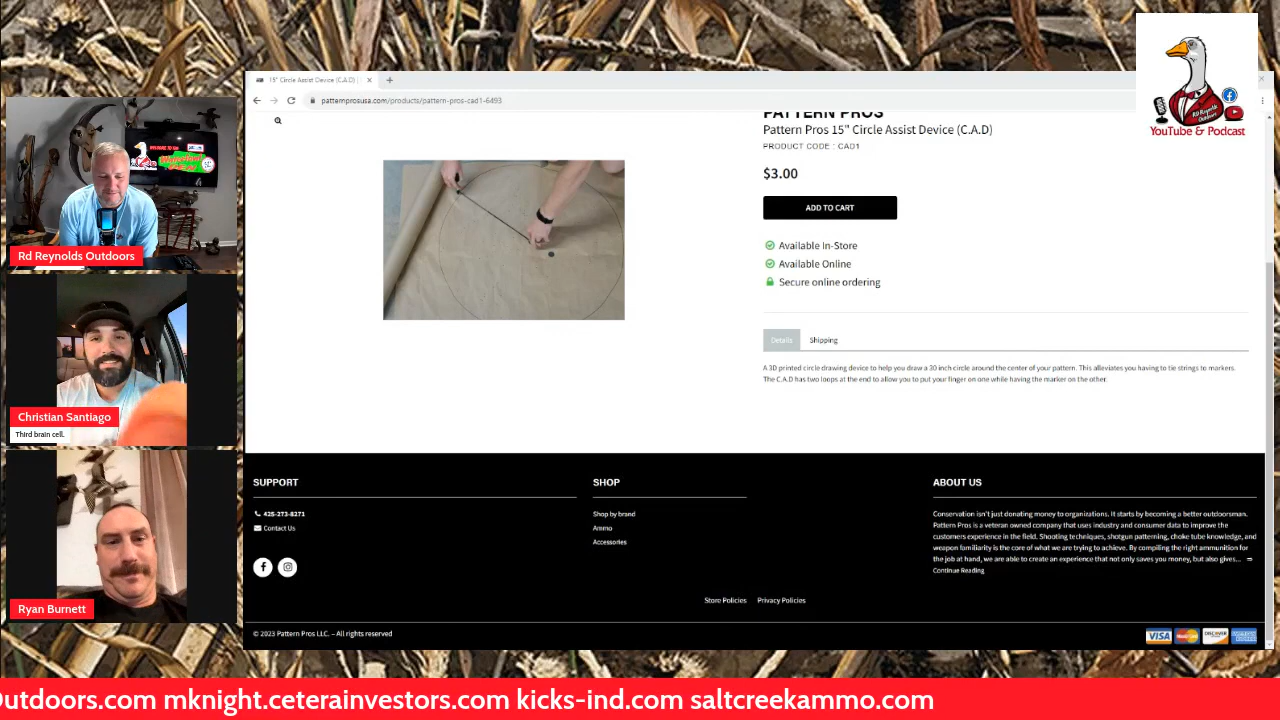 15" Circle Assist Device (C.A.D) |
patternprosusa.com/products/pattern-pros-cad1-6493
RD Reynolds
OUTDOORS
YouTube & Podcast
PATTERN PROS
Pattern Pros 15" Circle Assist Device (C.A.D)
PRODUCT CODE : CAD1
$3.00
ADD TO CART
Available In-Store
Available Online
Secure online ordering
Details
Shipping
A 3D printed circle drawing device to help you draw a 30 inch circle around the center of your pattern. This alleviates you having to tie strings to markers.
The C.A.D has two loops at the end to allow you to put your finger on one while having the marker on the other.
Rd Reynolds Outdoors
Christian Santiago
Third brain cell.
Ryan Burnett
SUPPORT
425-273-8271
Contact Us
SHOP
Shop by brand
Ammo
Accessories
ABOUT US
Conservation isn't just donating money to organizations. It starts by becoming a better outdoorsman.
Pattern Pros is a veteran owned company that uses industry and consumer data to improve the
customers experience in the field. Shooting techniques, shotgun patterning, choke tube knowledge, and
weapon familiarity is the core of what we are trying to achieve. By compiling the right ammunition for
the job at hand, we are able to create an experience that not only saves you money, but also gives... ⇒
Continue Reading
Store Policies
Privacy Policies
© 2023 Pattern Pros LLC. – All rights reserved
VISA
DISCOVER
Outdoors.com mknight.ceterainvestors.com kicks-ind.com saltcreekammo.com